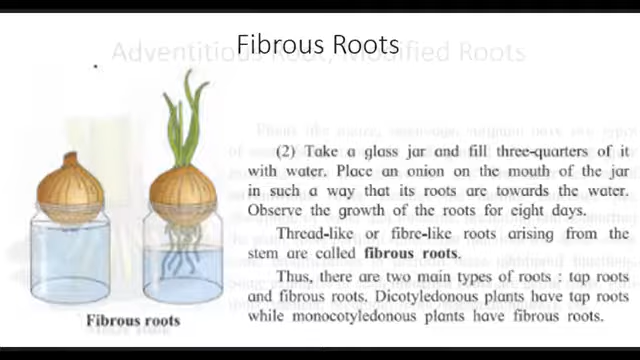 Fibrous Roots
Adventitious Root, Modified Roots
(2) Take a glass jar and fill three-quarters of it
with water. Place an onion on the mouth of the jar
in such a way that its roots are towards the water.
Observe the growth of the roots for eight days.
Thread-like or fibre-like roots arising from the
stem are called fibrous roots.
Thus, there are two main types of roots : tap roots
and fibrous roots. Dicotyledonous plants have tap roots
while monocotyledonous plants have fibrous roots.
Fibrous roots